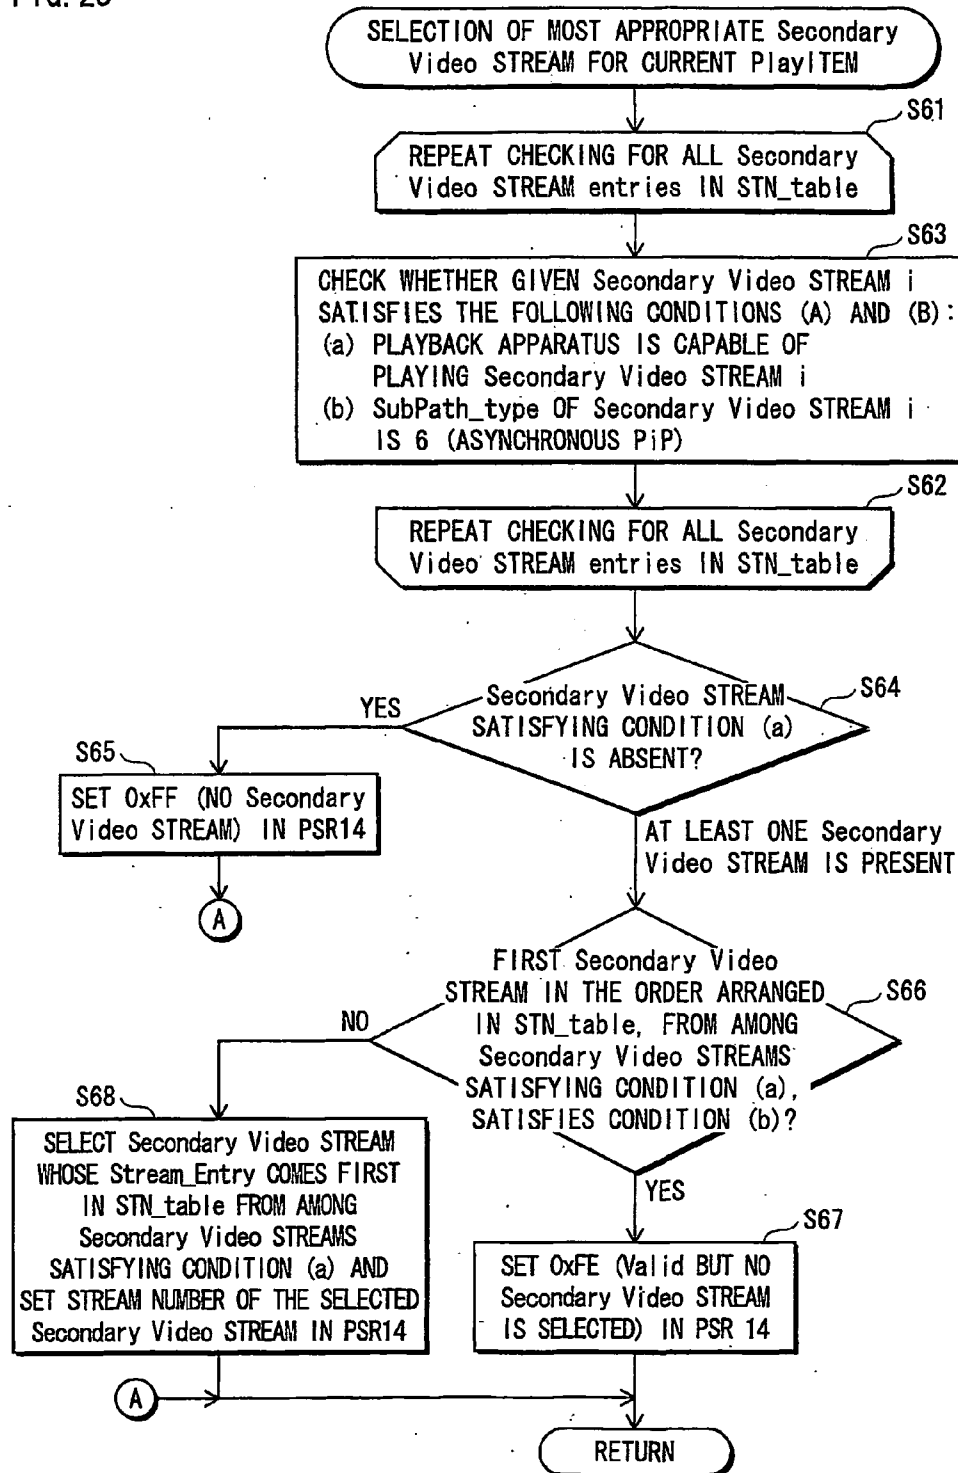 SELECTION OF MOST APPROPRIATE Secondary
Video STREAM FOR CURRENT PlayITEM
S61
REPEAT CHECKING FOR ALL Secondary
Video STREAM entries IN STN_table
S63
CHECK WHETHER GIVEN Secondary Video STREAM i
SATISFIES THE FOLLOWING CONDITIONS (A) AND (B):
(a) PLAYBACK APPARATUS IS CAPABLE OF
PLAYING Secondary Video STREAM i
(b) SubPath_type OF Secondary Video STREAM i
IS 6 (ASYNCHRONOUS PiP)
S62
REPEAT CHECKING FOR ALL Secondary
Video STREAM entries IN STN_table
S64
Secondary Video STREAM
SATISFYING CONDITION (a)
IS ABSENT?
YES
S65
SET 0xFF (NO Secondary
Video STREAM) IN PSR14
A
AT LEAST ONE Secondary
Video STREAM IS PRESENT
S66
FIRST Secondary Video
STREAM IN THE ORDER ARRANGED
IN STN_table, FROM AMONG
Secondary Video STREAMS
SATISFYING CONDITION (a),
SATISFIES CONDITION (b)?
NO
S68
SELECT Secondary Video STREAM
WHOSE Stream_Entry COMES FIRST
IN STN_table FROM AMONG
Secondary Video STREAMS
SATISFYING CONDITION (a) AND
SET STREAM NUMBER OF THE SELECTED
Secondary Video STREAM IN PSR14
YES
S67
SET 0xFE (Valid BUT NO
Secondary Video STREAM
IS SELECTED) IN PSR 14
A
RETURN